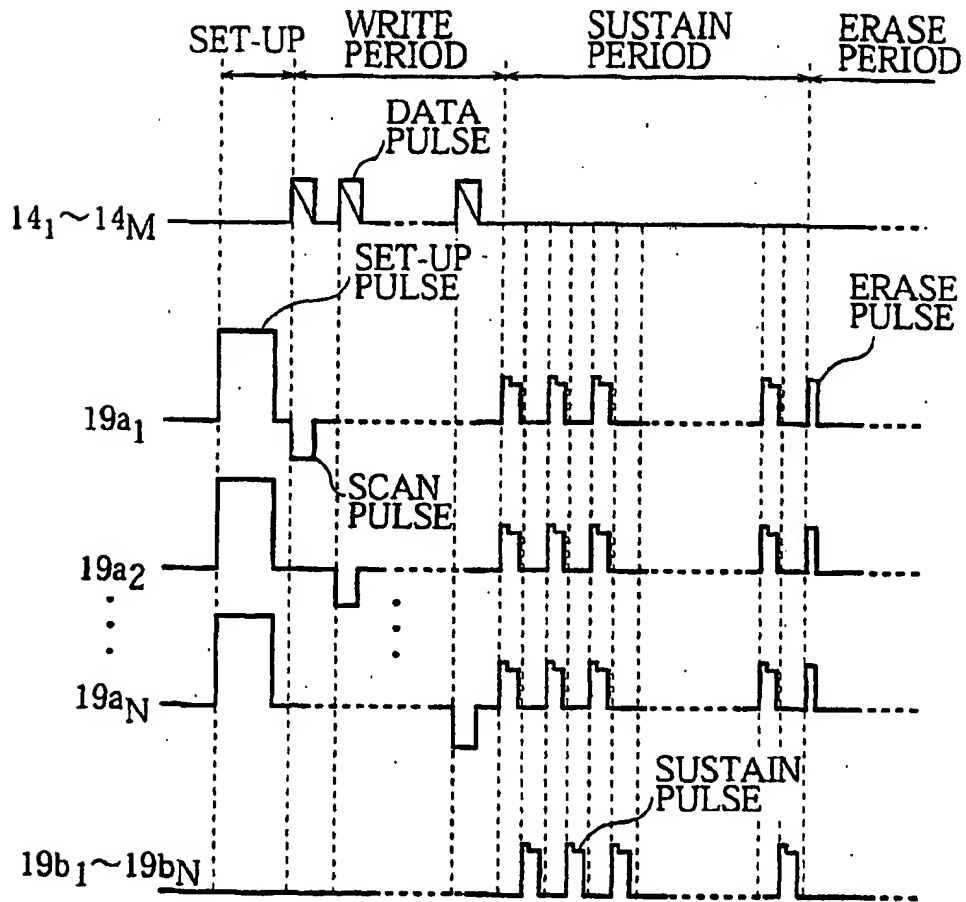 SET-UP
WRITE
PERIOD
SUSTAIN
PERIOD
ERASE
PERIOD
DATA
PULSE
14₁~14M
SET-UP
PULSE
ERASE
PULSE
19a₁
SCAN
PULSE
19a₂
19aN
SUSTAIN
PULSE
19b₁~19bN